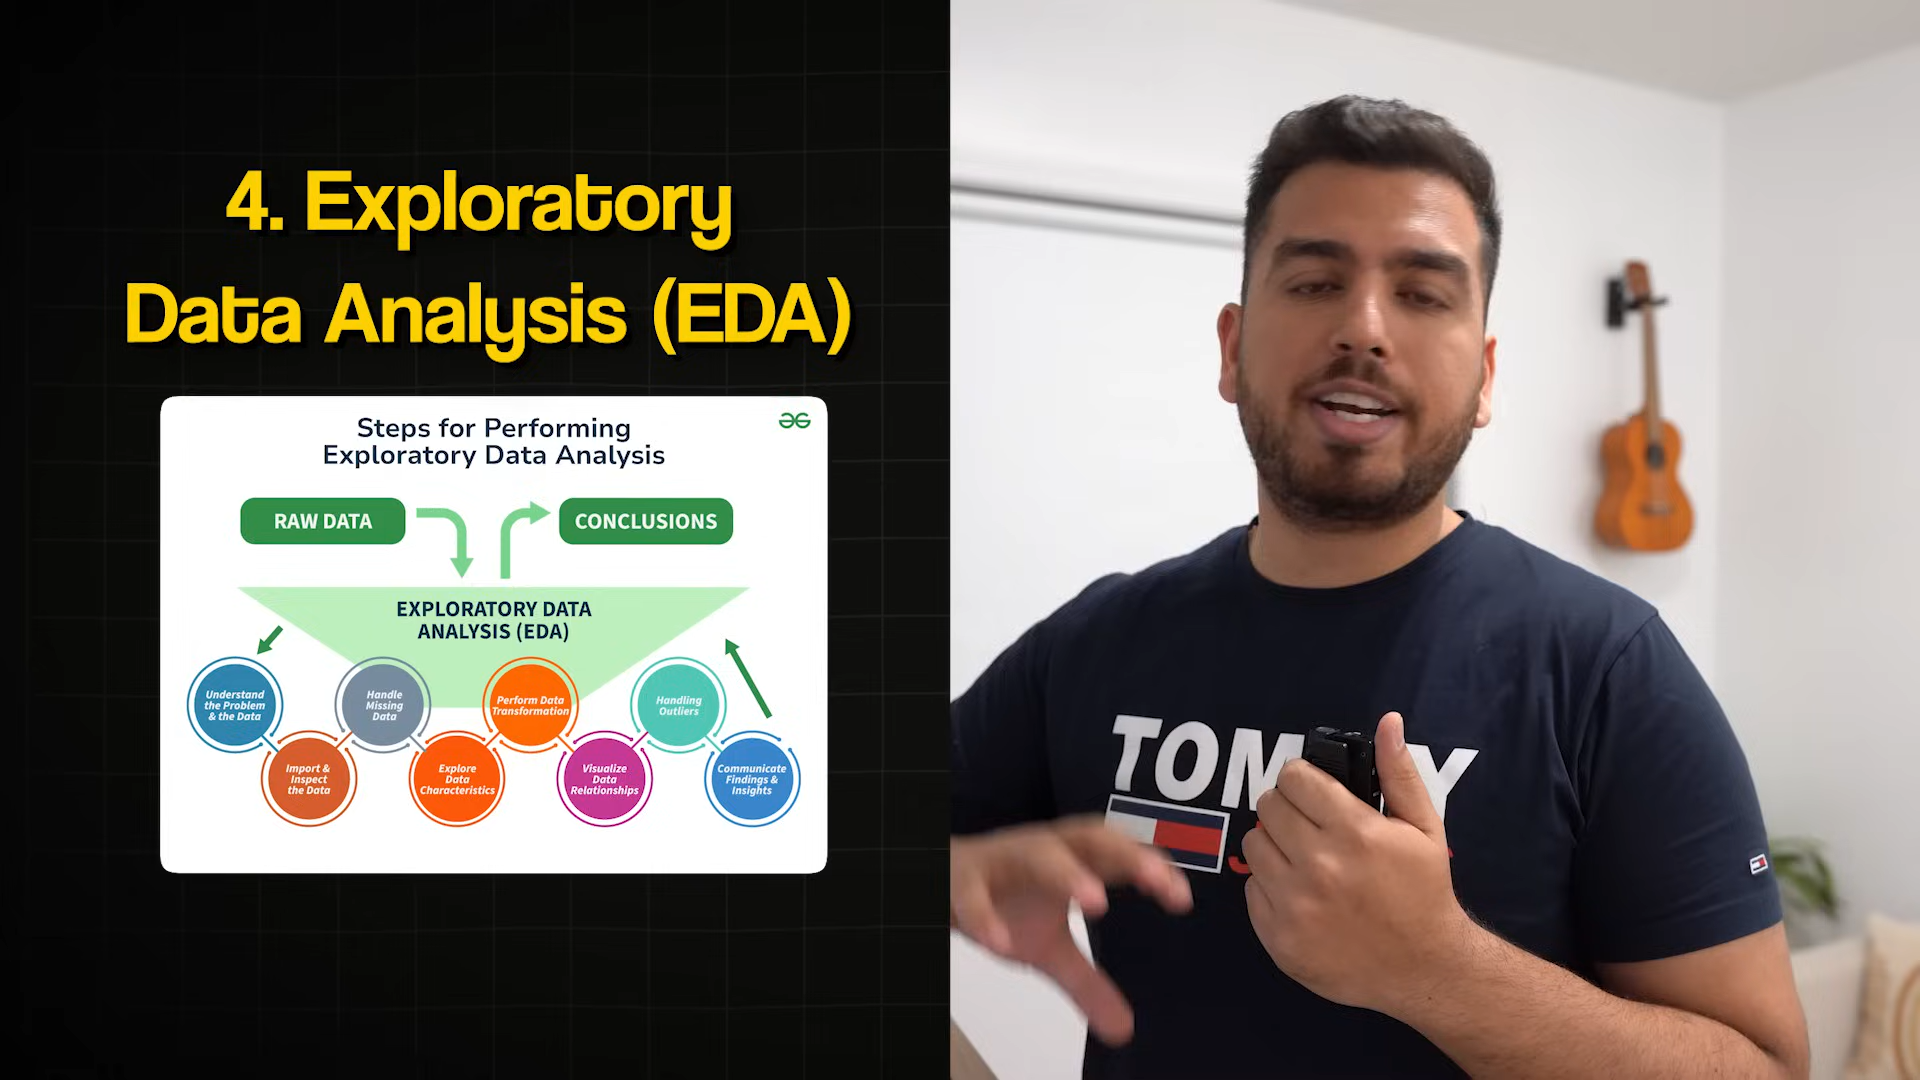 4. Exploratory
Data Analysis (EDA)
Steps for Performing
Exploratory Data Analysis
RAW DATA
CONCLUSIONS
EXPLORATORY DATA
ANALYSIS (EDA)
Understand
the Problem
& the Data
Handle
Missing
Data
Perform Data
Transformation
Handling
Outliers
Import &
Inspect
the Data
Explore
Data
Characteristics
Visualize
Data
Relationships
Communicate
Findings &
Insights